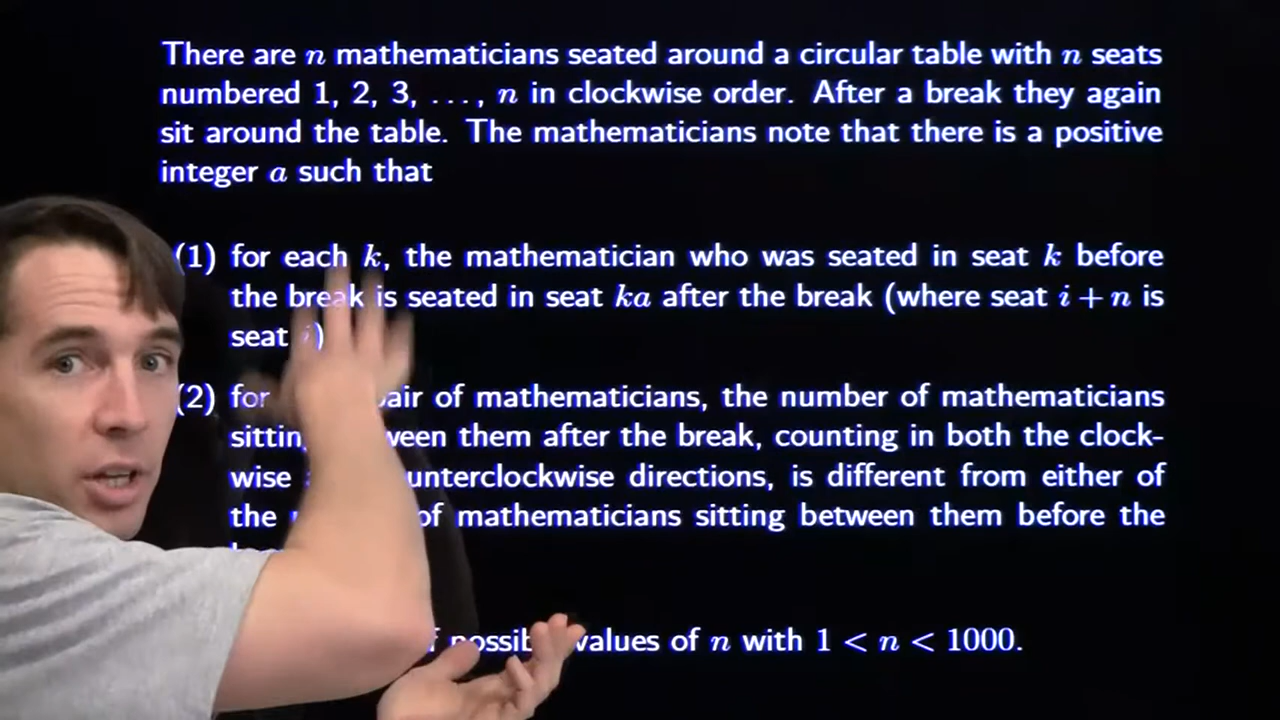 There are n mathematicians seated around a circular table with n seats
numbered 1, 2, 3, ..., n in clockwise order. After a break they again
sit around the table. The mathematicians note that there is a positive
integer a such that
(1) for each k, the mathematician who was seated in seat k before
the break is seated in seat ka after the break (where seat i + n is
seat i)
(2) for pair of mathematicians, the number of mathematicians
sitting between them after the break, counting in both the clock-
wise counterclockwise directions, is different from either of
the of mathematicians sitting between them before the
possible values of n with 1 < n < 1000.